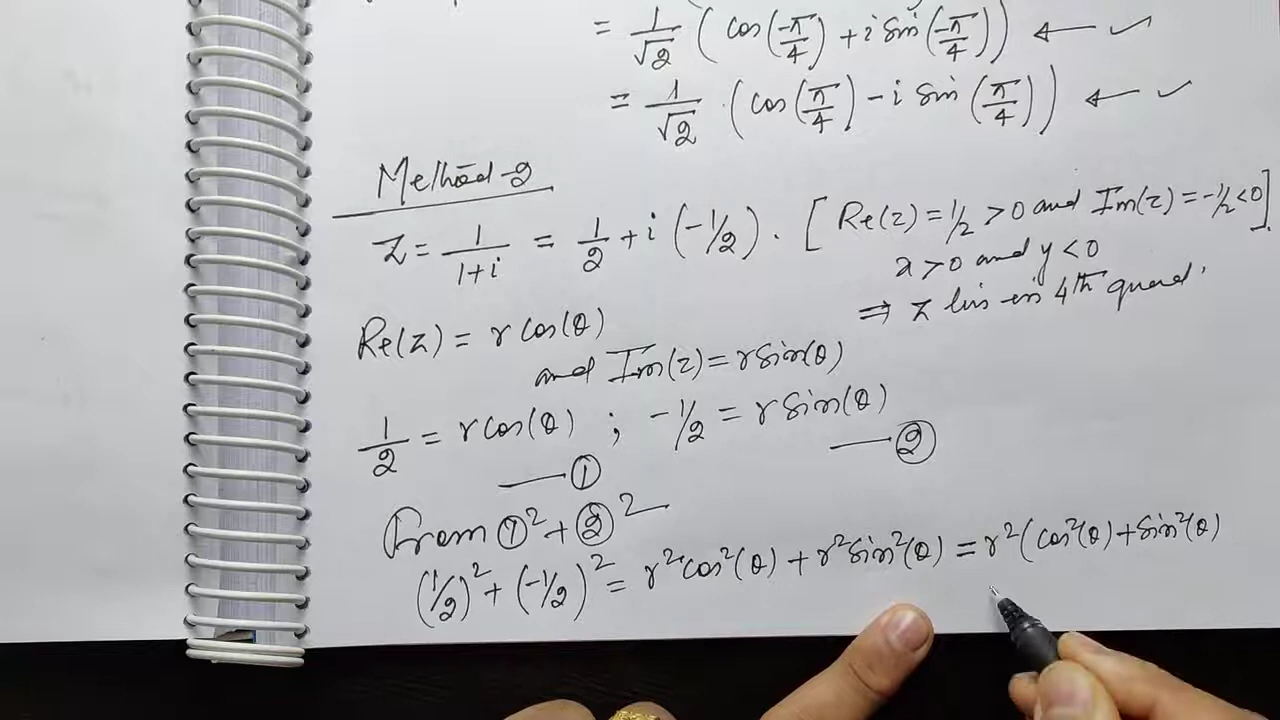 = 1/√2 (cos(-π/4) + i sin(-π/4)) ← ✓
= 1/√2 · (cos(π/4) - i sin(π/4)) ← ✓
Method-2
Z = 1/(1+i) = 1/2 + i(-1/2). [Re(z) = 1/2 > 0 and Im(z) = -1/2 < 0].
x > 0 and y < 0
⇒ z lies in 4th quad'
Re(z) = r cos(θ)
and Im(z) = r sin(θ)
1/2 = r cos(θ) ; -1/2 = r sin(θ)
—① —②
From ①² + ②²
(1/2)² + (-1/2)² = r² cos²(θ) + r² sin²(θ) = r²(cos²(θ) + sin²(θ)